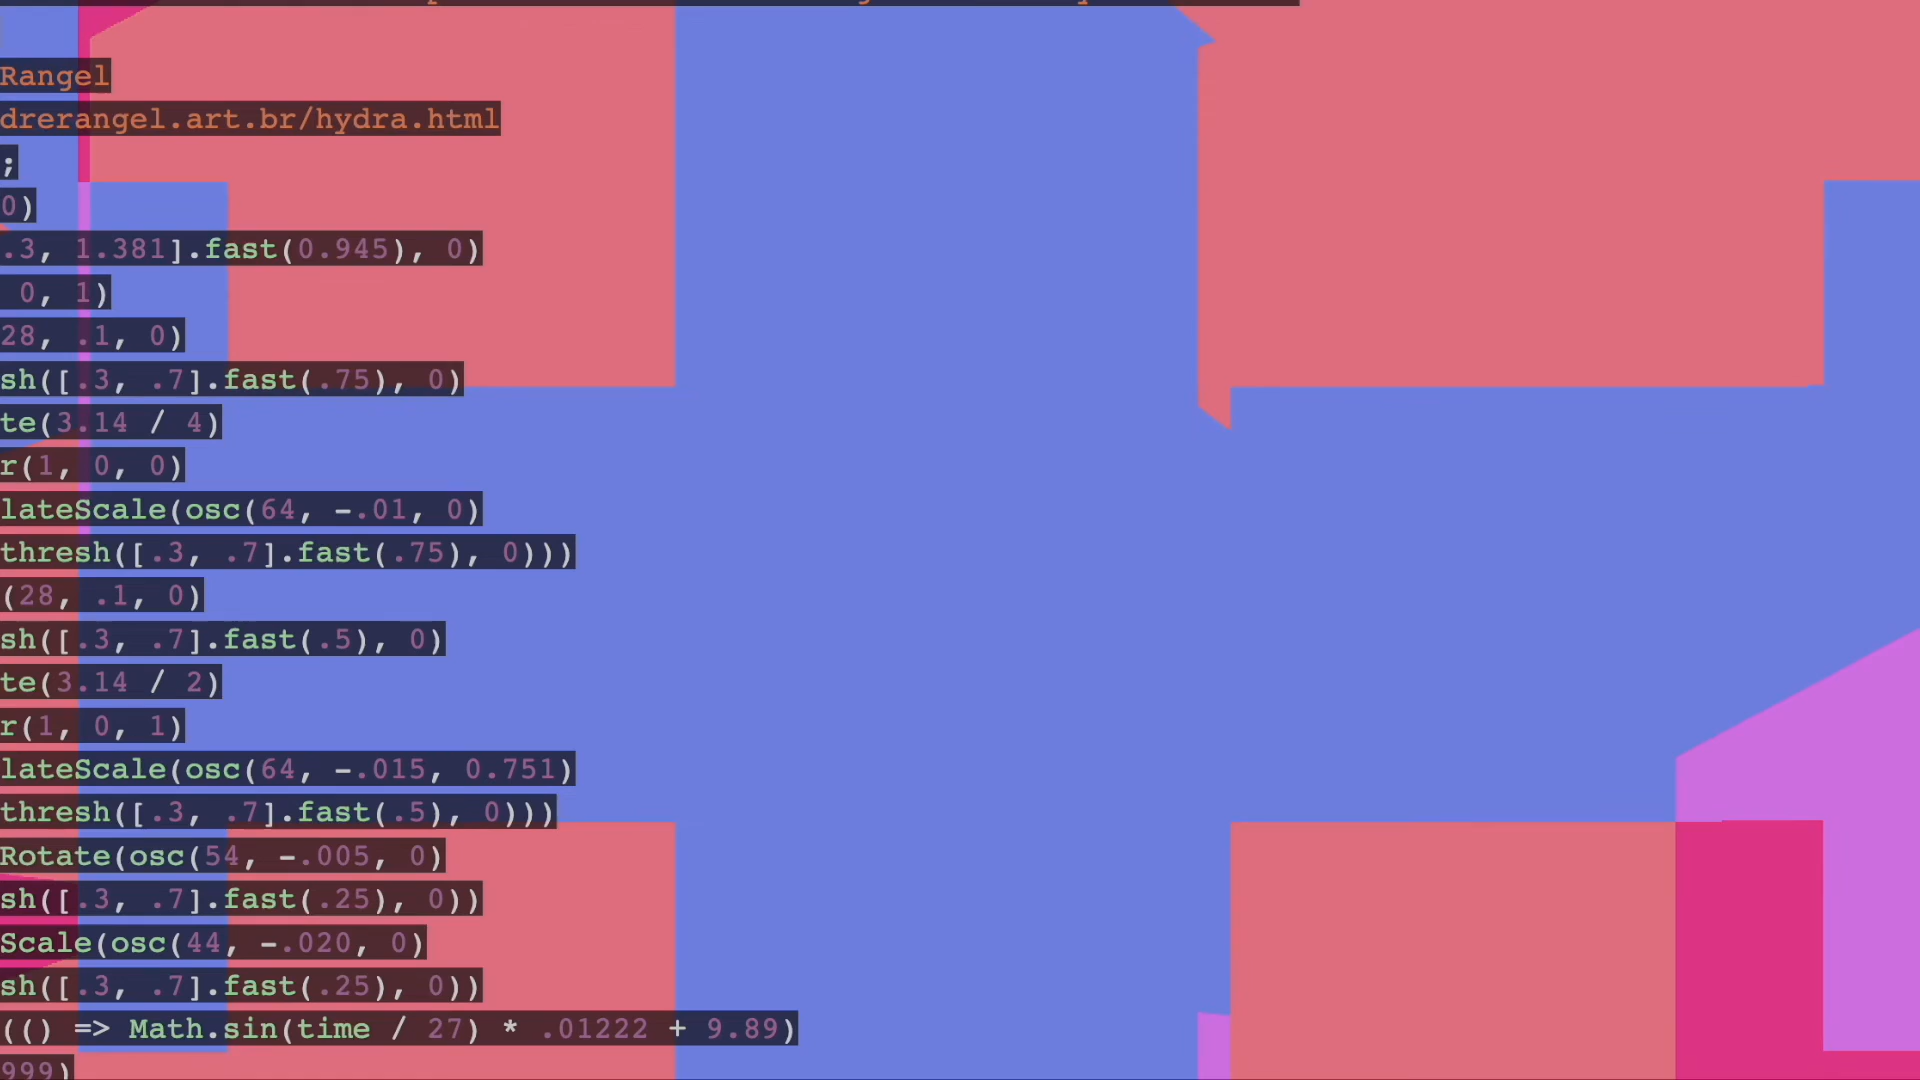 Rangel
drerangel.art.br/hydra.html
;
0)
.3, 1.381].fast(0.945), 0)
0, 1)
28, .1, 0)
sh([.3, .7].fast(.75), 0)
te(3.14 / 4)
r(1, 0, 0)
lateScale(osc(64, -.01, 0)
thresh([.3, .7].fast(.75), 0)))
(28, .1, 0)
sh([.3, .7].fast(.5), 0)
te(3.14 / 2)
r(1, 0, 1)
lateScale(osc(64, -.015, 0.751)
thresh([.3, .7].fast(.5), 0)))
Rotate(osc(54, -.005, 0)
sh([.3, .7].fast(.25), 0))
Scale(osc(44, -.020, 0)
sh([.3, .7].fast(.25), 0))
(() => Math.sin(time / 27) * .01222 + 9.89)
999)